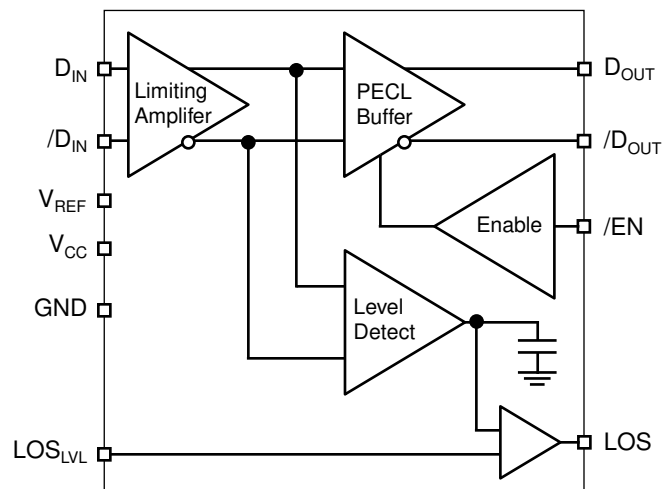 D_IN
Limiting
Amplifer
PECL
Buffer
D_OUT
/D_IN
/D_OUT
V_REF
Enable
/EN
V_CC
GND
Level
Detect
LOS_LVL
LOS